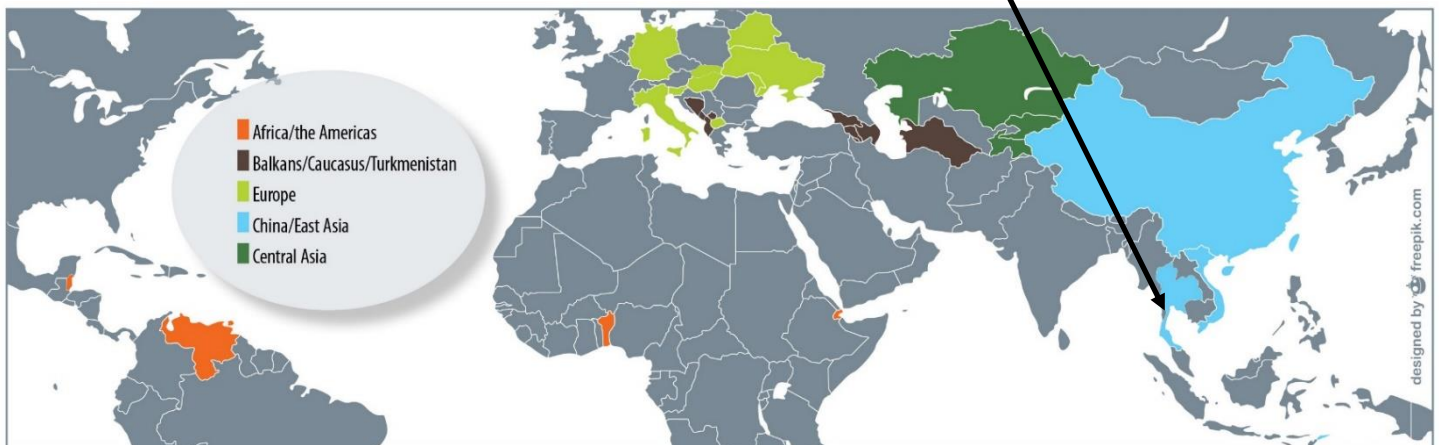 Africa/the Americas
Balkans/Caucasus/Turkmenistan
Europe
China/East Asia
Central Asia
designed by freepik.com